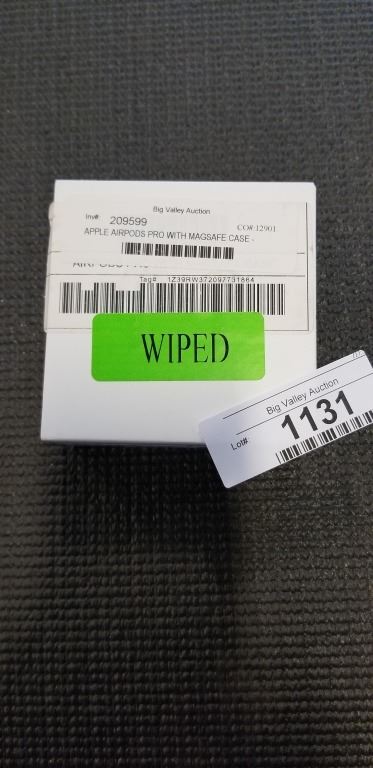 Big Valley Auction
Inv#: 209599 CO# 12901
APPLE AIRPODS PRO WITH MAGSAFE CASE -
Tag# 1Z39RW372097731864
WIPED
Big Valley Auction
Lot#: 1131